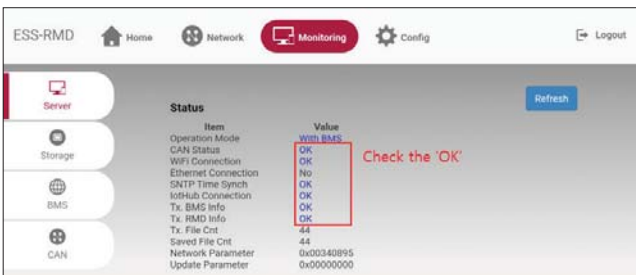 ESS-RMD Home Network Monitoring Config Logout
Server
Storage
BMS
CAN
Status
Refresh
Item Value
Operation Mode With BMS
CAN Status OK
WiFi Connection OK
Ethernet Connection No
SNTP Time Synch OK
IotHub Connection OK
Tx. BMS Info OK
Tx. RMD Info OK
Tx. File Cnt 44
Saved File Cnt 44
Network Parameter 0x00340895
Update Parameter 0x00000000
Check the 'OK'